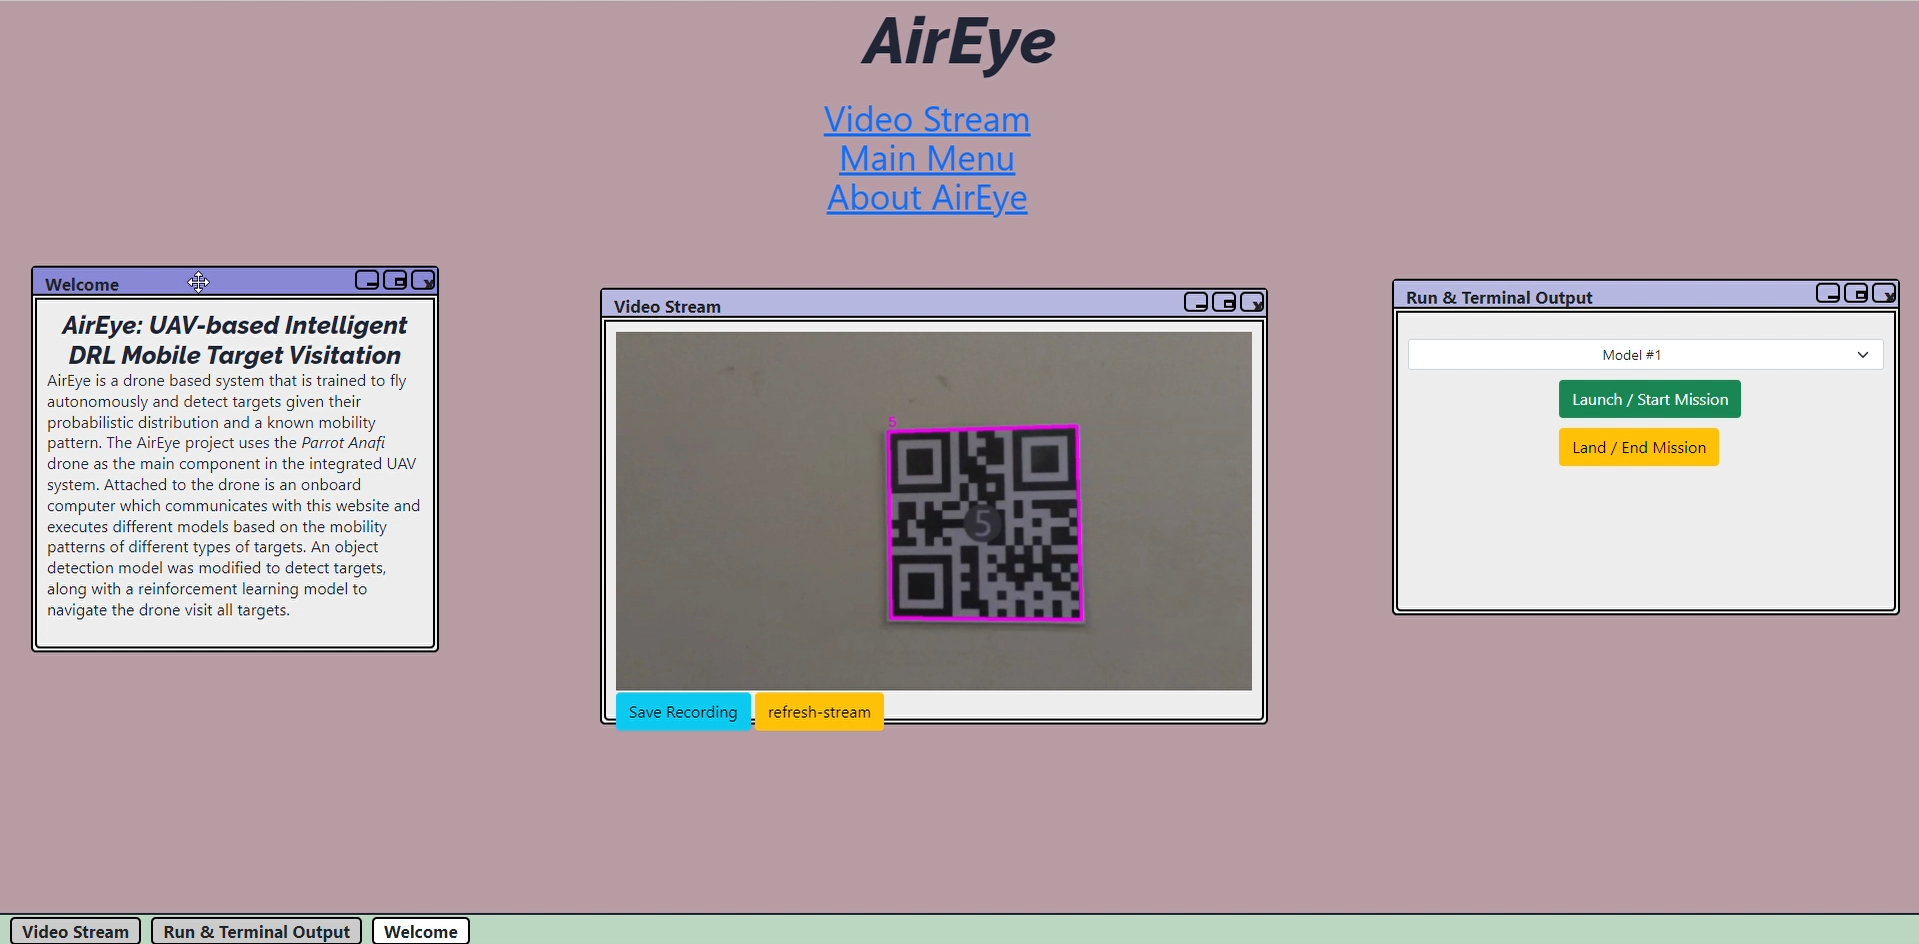 AirEye
Video Stream
Main Menu
About AirEye
Welcome
AirEye: UAV-based Intelligent
DRL Mobile Target Visitation
AirEye is a drone based system that is trained to fly
autonomously and detect targets given their
probabilistic distribution and a known mobility
pattern. The AirEye project uses the Parrot Anafi
drone as the main component in the integrated UAV
system. Attached to the drone is an onboard
computer which communicates with this website and
executes different models based on the mobility
patterns of different types of targets. An object
detection model was modified to detect targets,
along with a reinforcement learning model to
navigate the drone visit all targets.
Video Stream
5
5
Save Recording
refresh-stream
Run & Terminal Output
Model #1
Launch / Start Mission
Land / End Mission
Video Stream
Run & Terminal Output
Welcome